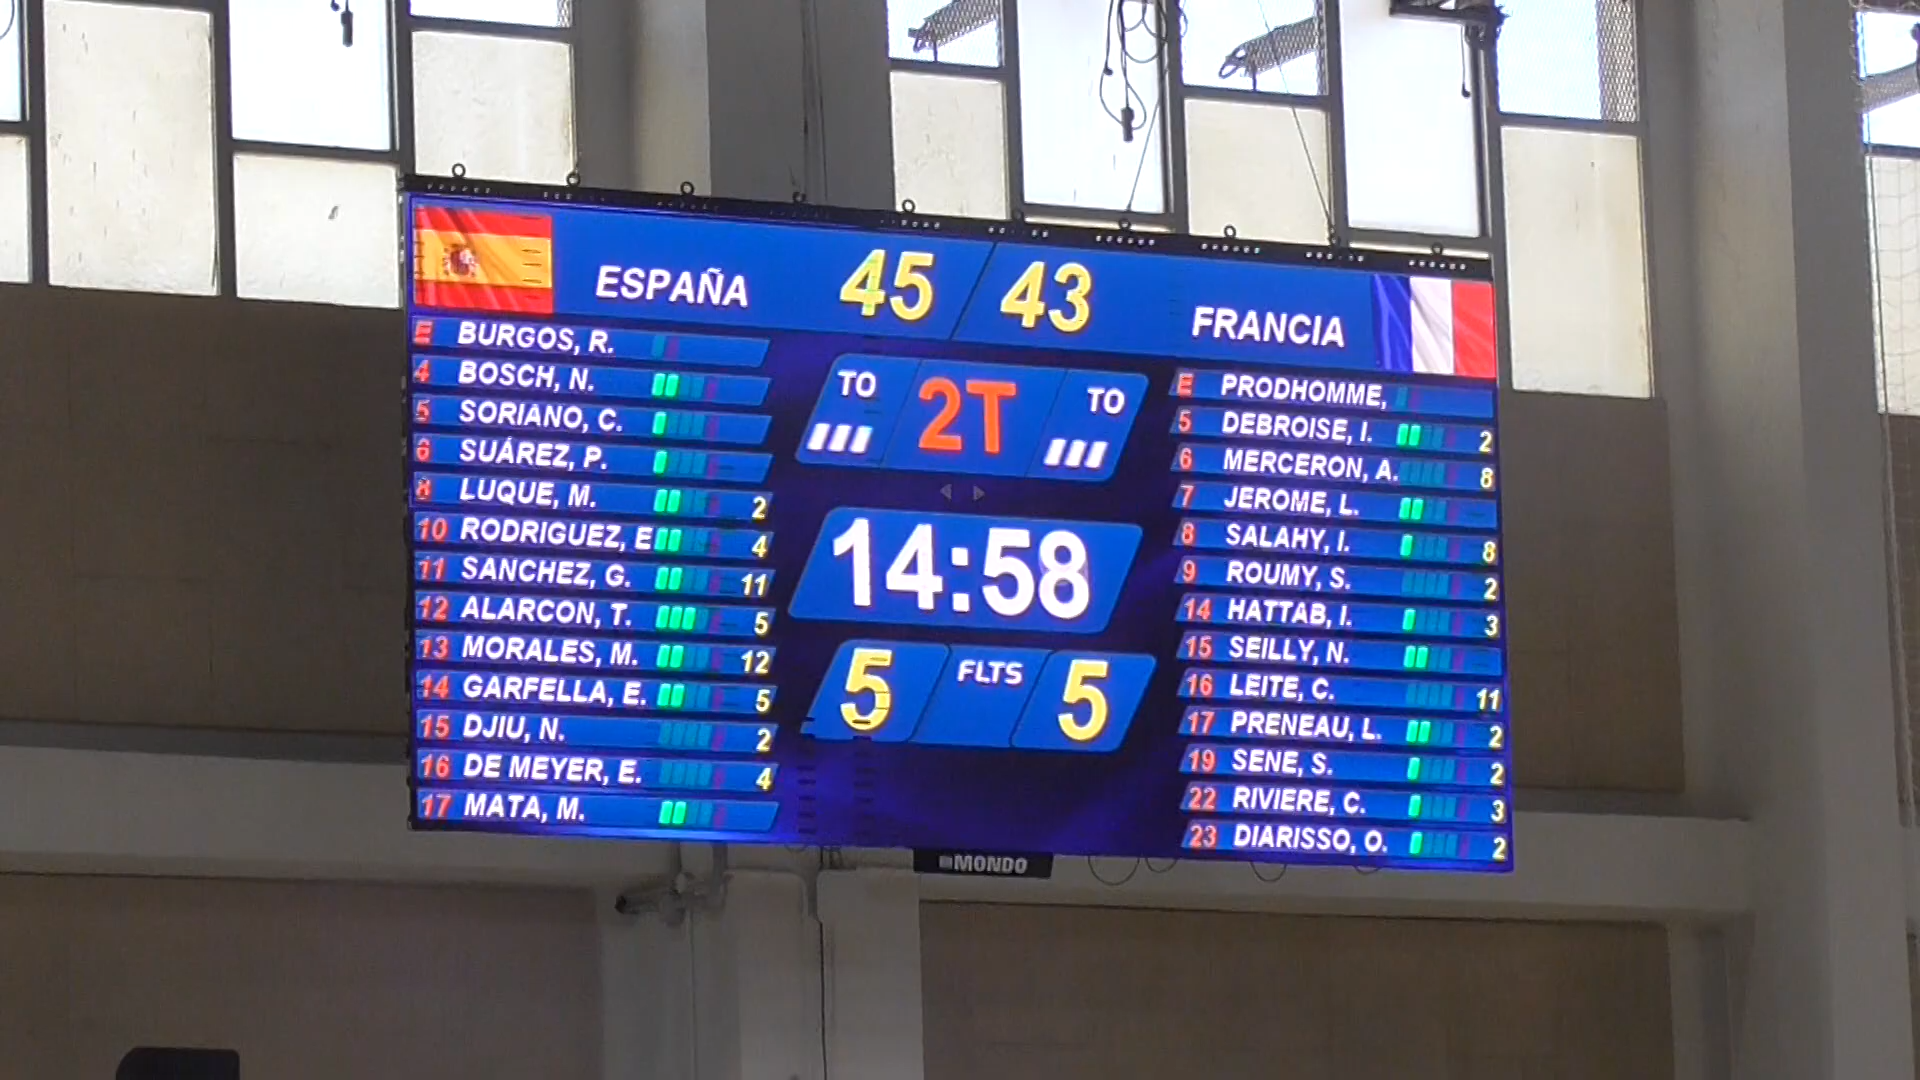 ESPAÑA 45 43 FRANCIA
E BURGOS, R.
4 BOSCH, N.
5 SORIANO, C.
6 SUÁREZ, P.
8 LUQUE, M. 2
10 RODRIGUEZ, E 4
11 SANCHEZ, G. 11
12 ALARCON, T. 5
13 MORALES, M. 12
14 GARFELLA, E. 5
15 DJIU, N. 2
16 DE MEYER, E. 4
17 MATA, M.
TO 2T TO
14:58
5 FLTS 5
E PRODHOMME,
5 DEBROISE, I. 2
6 MERCERON, A. 8
7 JEROME, L.
8 SALAHY, I. 8
9 ROUMY, S. 2
14 HATTAB, I. 3
15 SEILLY, N.
16 LEITE, C. 11
17 PRENEAU, L. 2
19 SENE, S. 2
22 RIVIERE, C. 3
23 DIARISSO, O. 2
MONDO